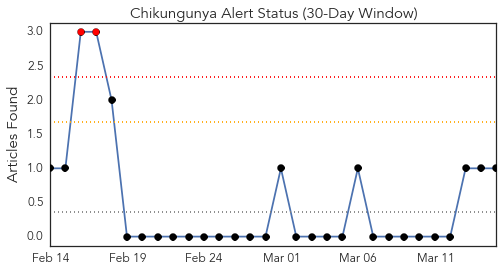 Chikungunya Alert Status (30-Day Window)
Articles Found
3.0
2.5
2.0
1.5
1.0
0.5
0.0
Feb 14 Feb 19 Feb 24 Mar 01 Mar 06 Mar 11